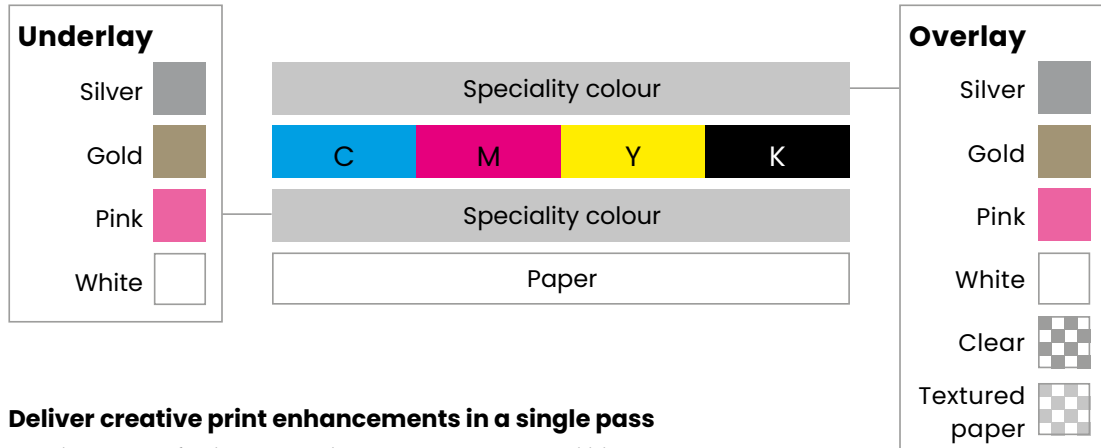 Underlay
Silver
Gold
Pink
White
Speciality colour
C M Y K
Speciality colour
Paper
Overlay
Silver
Gold
Pink
White
Clear
Textured
paper
Deliver creative print enhancements in a single pass